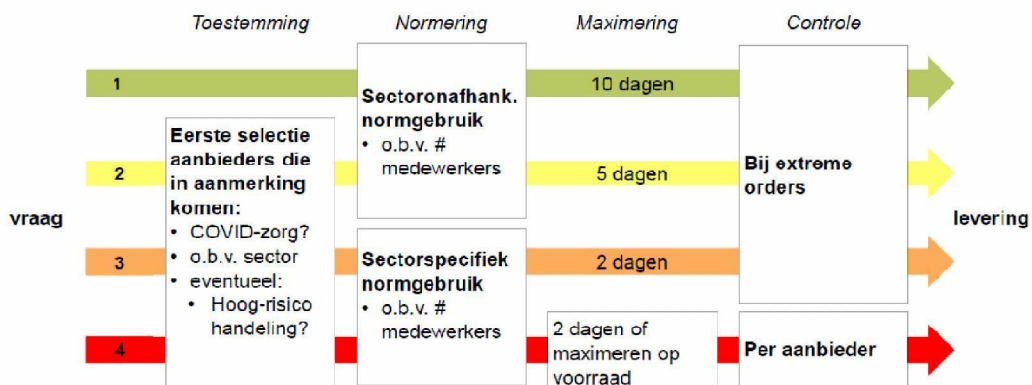 Toestemming
Normering
Maximering
Controle
vraag
1
2
3
4
Eerste selectie
aanbieders die
in aanmerking
komen:
• COVID-zorg?
• o.b.v. sector
• eventueel:
• Hoog-risico
handeling?
Sectoronafhank.
normgebruik
• o.b.v. #
medewerkers
Sectorspecifiek
normgebruik
• o.b.v. #
medewerkers
10 dagen
5 dagen
2 dagen
2 dagen of
maximeren op
voorraad
Bij extreme
orders
Per aanbieder
levering